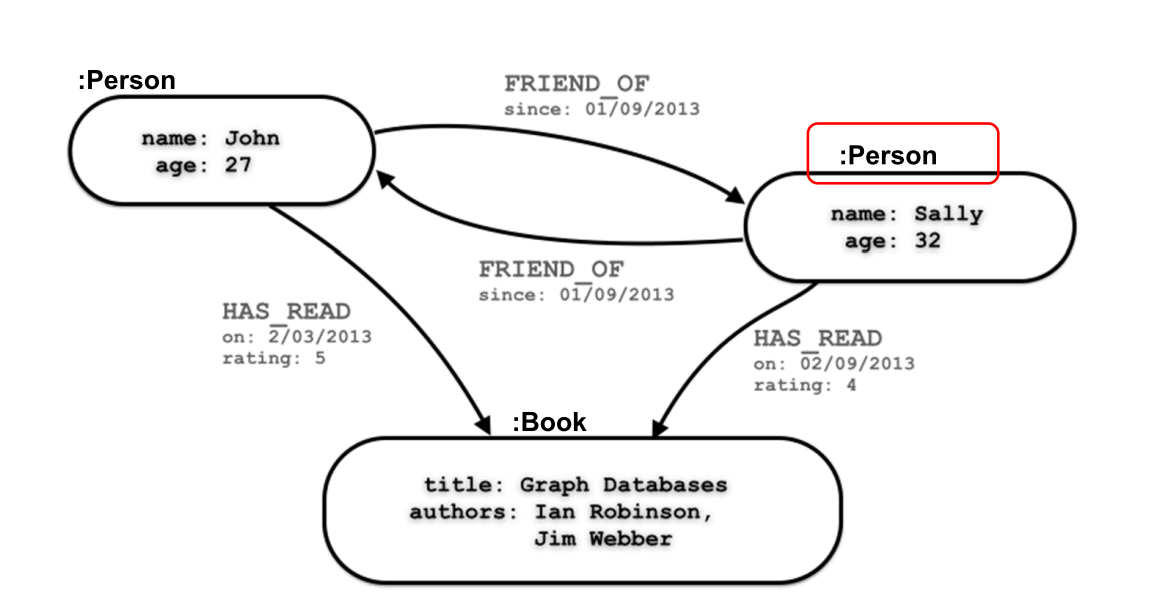 :Person
name: John
age: 27
FRIEND_OF
since: 01/09/2013
:Person
name: Sally
age: 32
FRIEND_OF
since: 01/09/2013
HAS_READ
on: 2/03/2013
rating: 5
HAS_READ
on: 02/09/2013
rating: 4
:Book
title: Graph Databases
authors: Ian Robinson,
Jim Webber